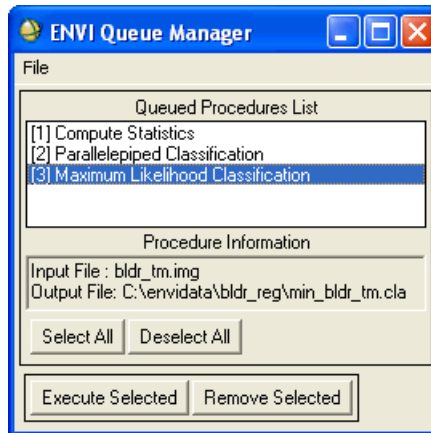 ENVI Queue Manager
File
Queued Procedures List
[1] Compute Statistics
[2] Parallelepiped Classification
[3] Maximum Likelihood Classification
Procedure Information
Input File : bldr_tm.img
Output File: C:\envidata\bldr_reg\min_bldr_tm.cla
Select All Deselect All
Execute Selected Remove Selected